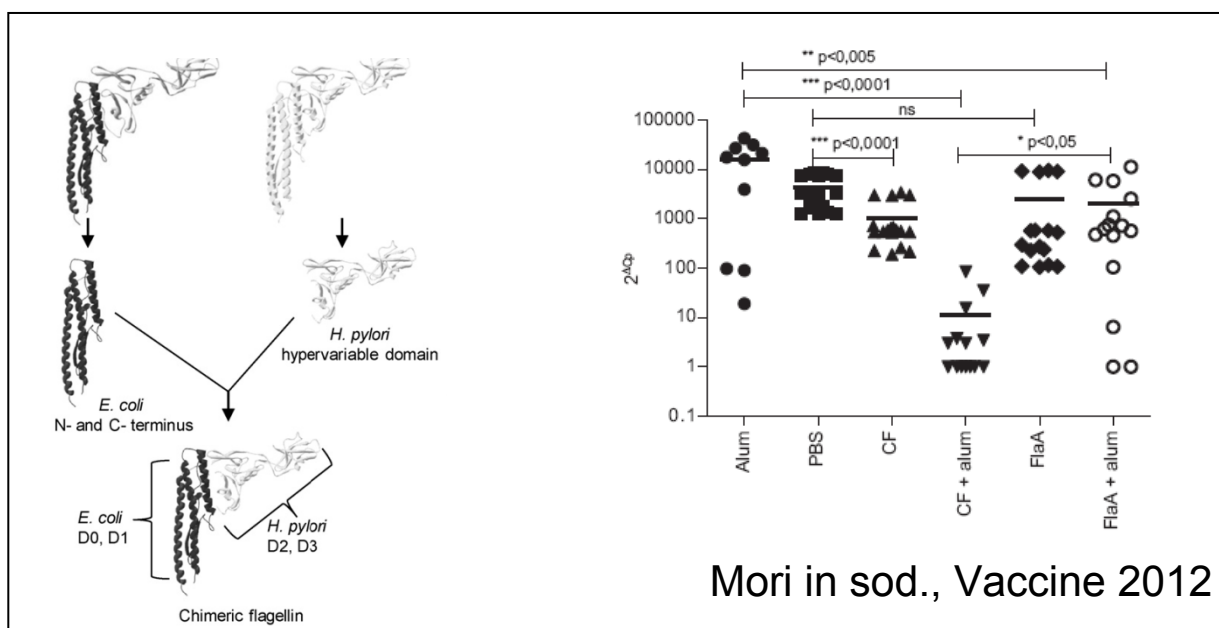 H. pylori
hypervariable domain
E. coli
N- and C- terminus
E. coli
D0, D1
H. pylori
D2, D3
Chimeric flagellin
** p<0,005
*** p<0,0001
ns
*** p<0,0001
* p<0,05
100000
10000
1000
100
10
1
0.1
2^ΔCp
Alum
PBS
CF
CF + alum
FlaA
FlaA + alum
Mori in sod., Vaccine 2012